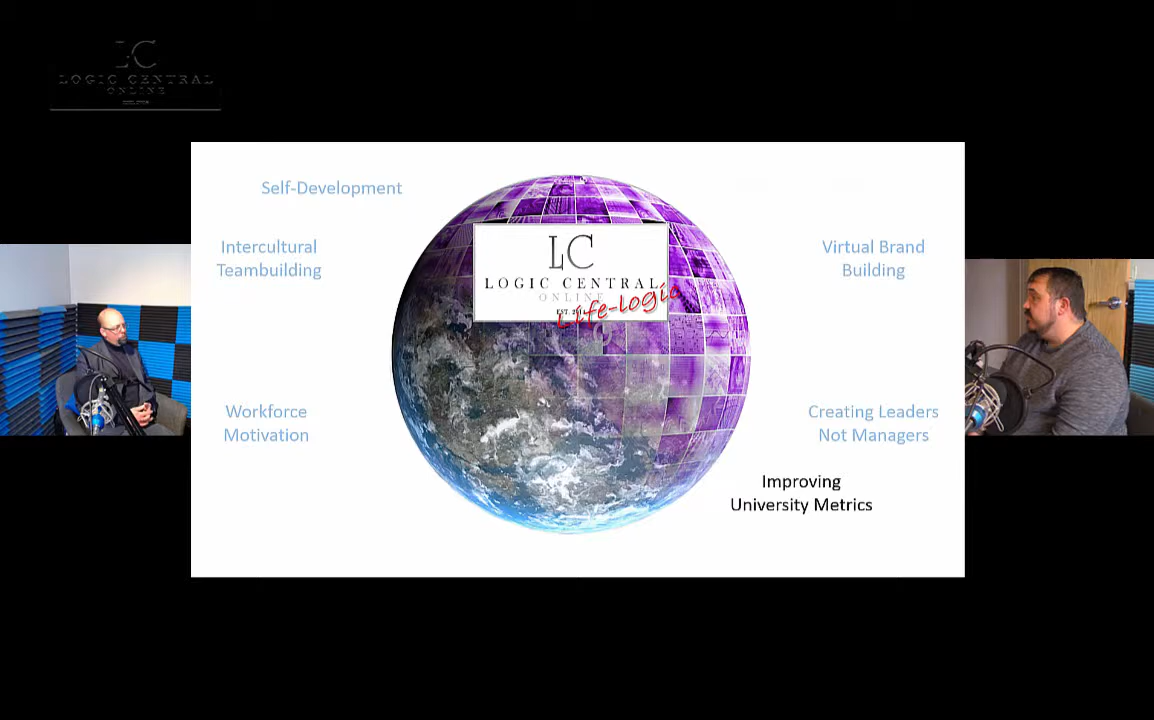 LC
LOGIC CENTRAL
ONLINE
Self-Development
Intercultural
Teambuilding
LC
LOGIC CENTRAL
ONLINE
Life-logic
Virtual Brand
Building
Workforce
Motivation
Creating Leaders
Not Managers
Improving
University Metrics